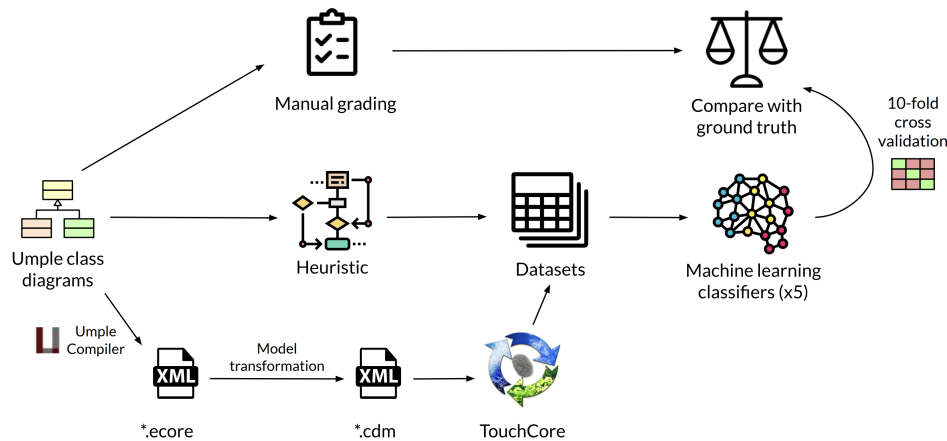 Manual grading
Compare with
ground truth
10-fold
cross
validation
Umple class
diagrams
Heuristic
Datasets
Machine learning
classifiers (x5)
Umple
Compiler
XML
*.ecore
Model
transformation
XML
*.cdm
TouchCore